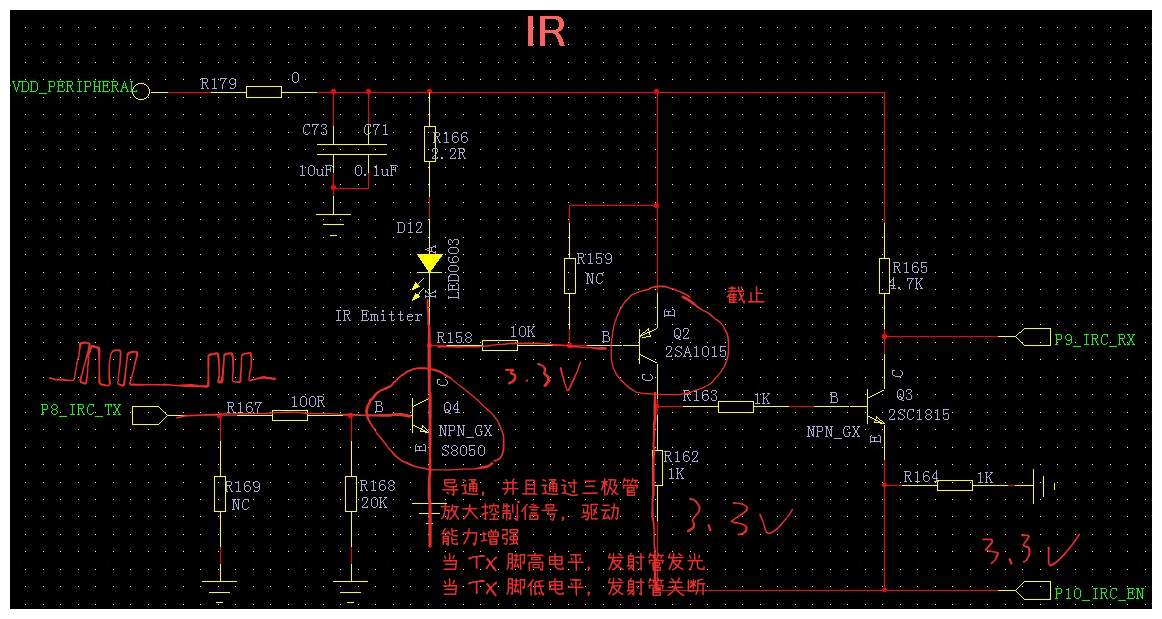 IR
VDD_PERIPHERAL
R179
0
C73
C71
10uF
0.1uF
R166
2.2R
D12
A
LED0603
K
IR Emitter
R159
NC
截止
R165
4.7K
R158
10K
B
E
Q2
2SA1015
C
3.3V
P9_IRC_RX
P8_IRC_TX
R167
100R
B
C
Q4
NPN_GX
S8050
E
R163
1K
B
C
Q3
2SC1815
NPN_GX
E
R169
NC
R168
20K
R162
1K
R164
1K
导通，并且通过三极管
放大控制信号，驱动
能力增强
当 TX 脚高电平，发射管发光
当 TX 脚低电平，发射管关断
3.3V
3.3V
P10_IRC_EN